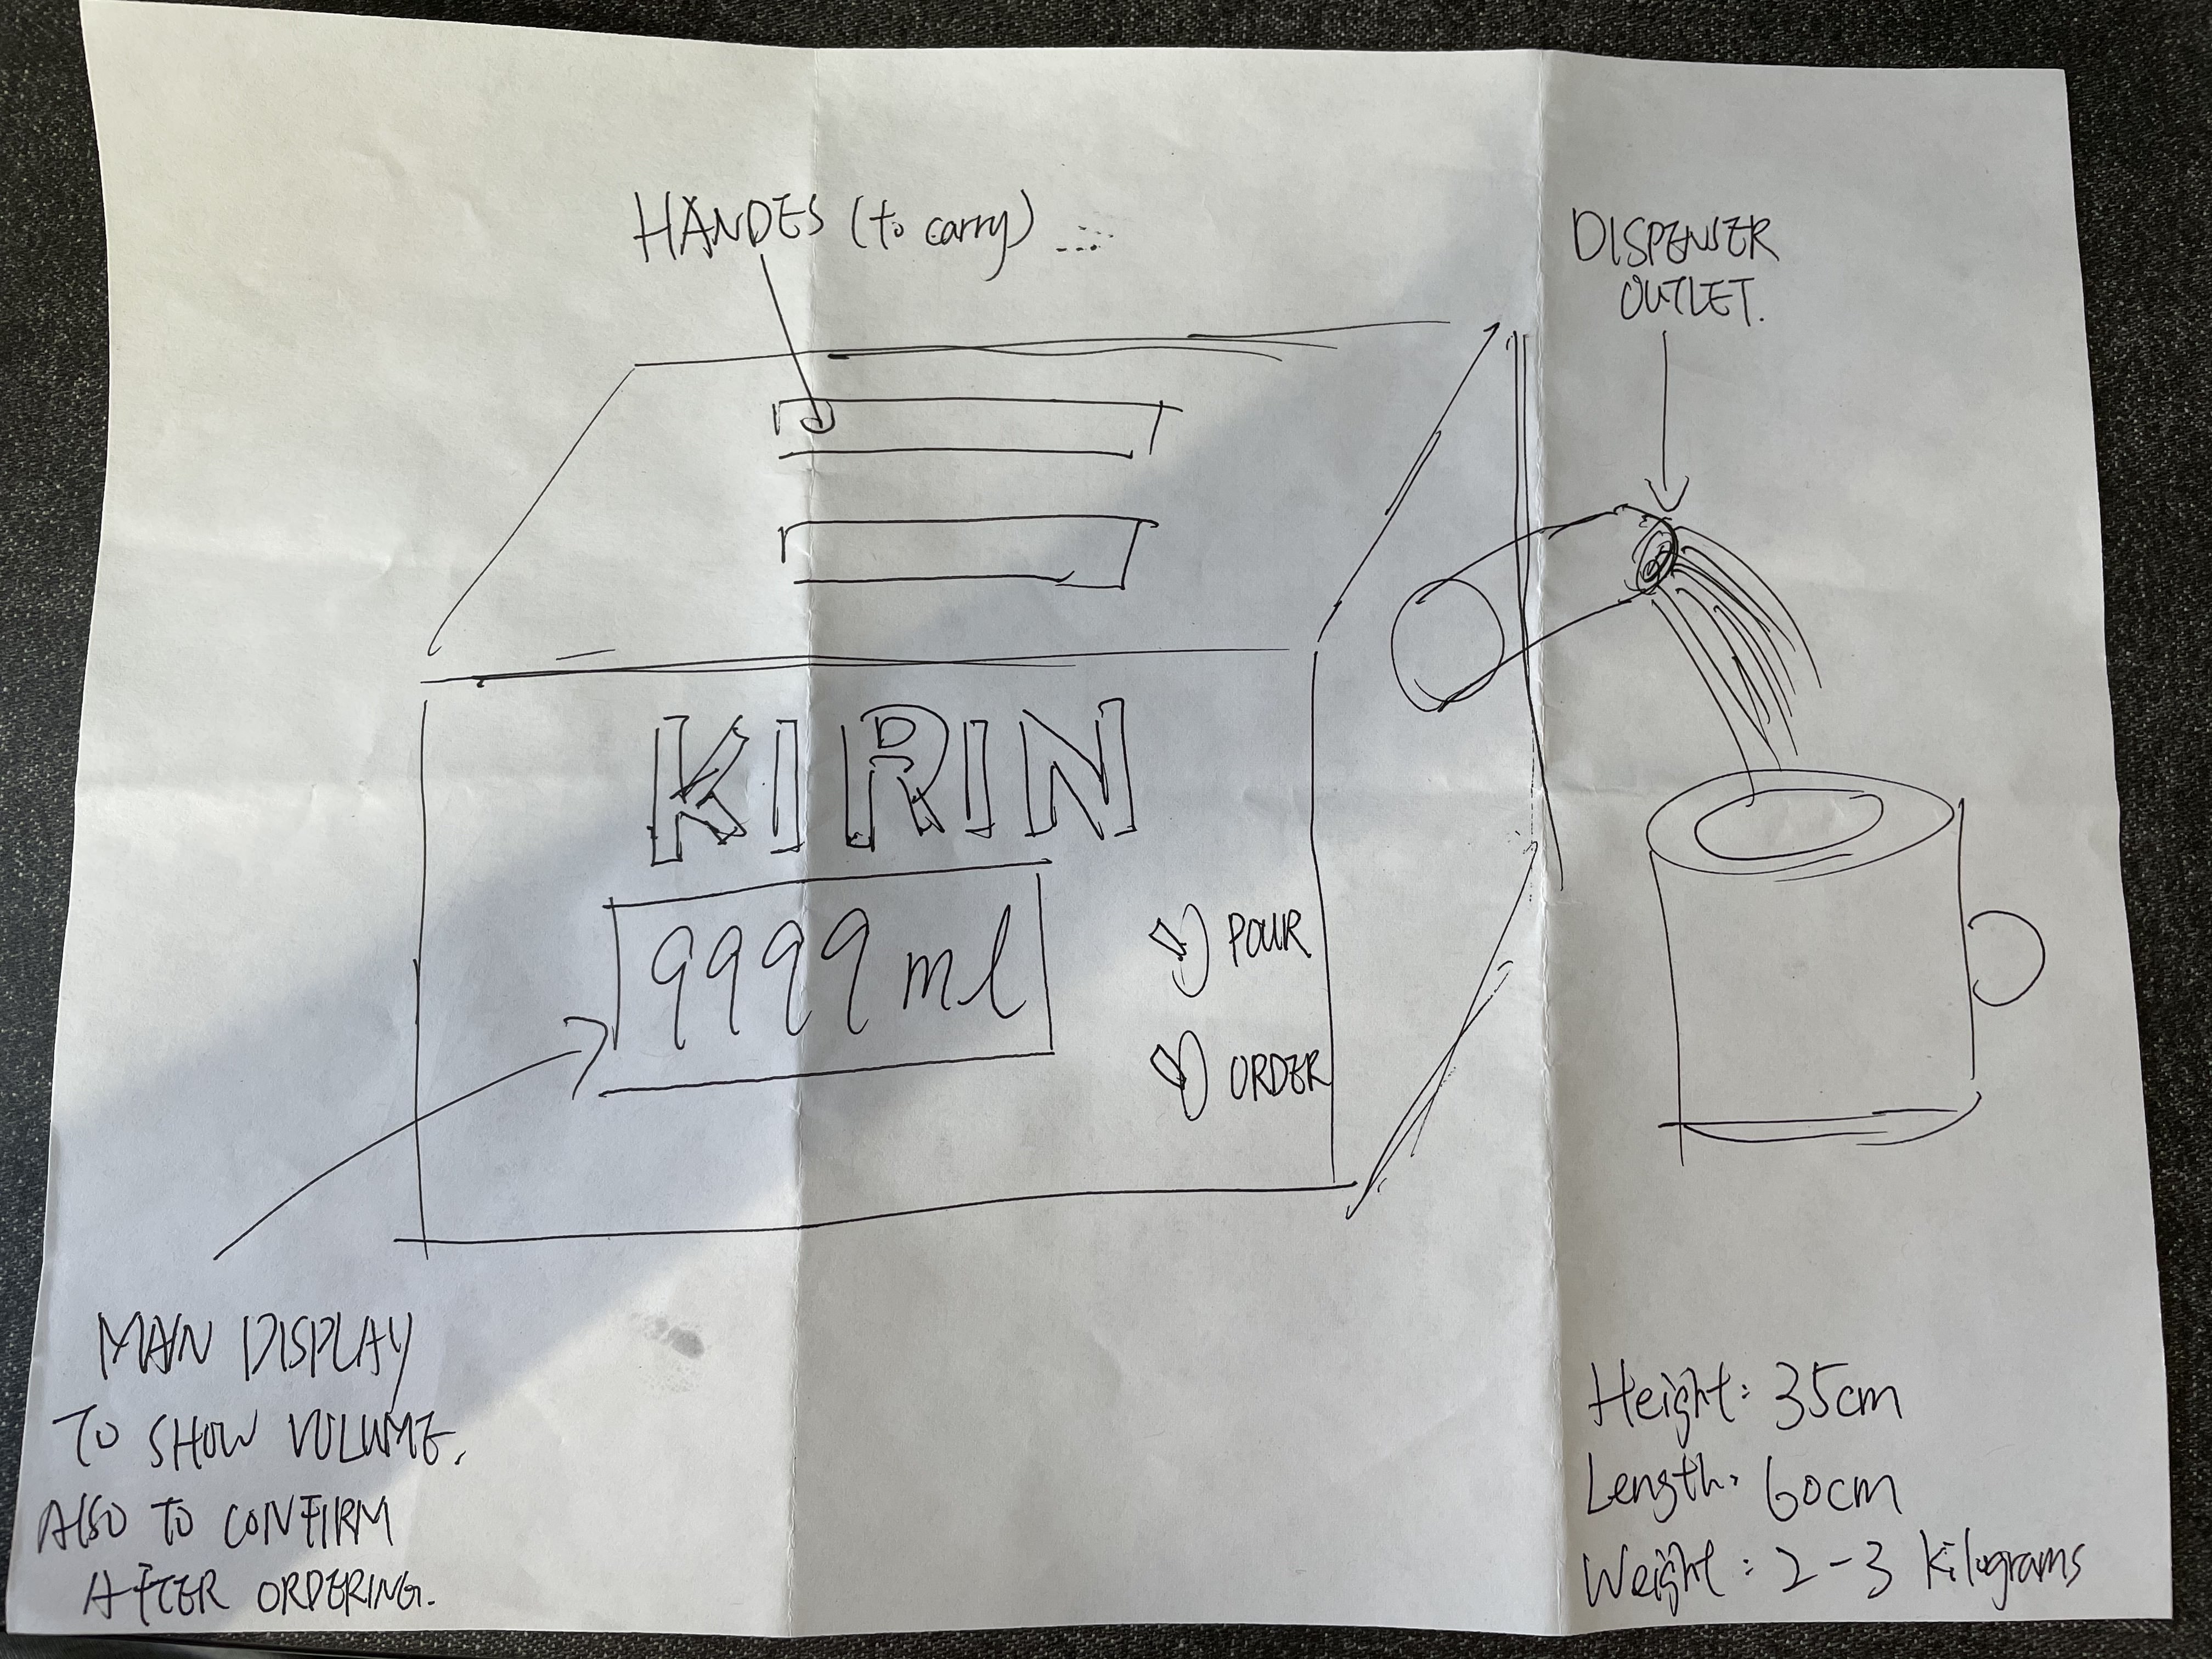 HANDES (to carry) ...
DISPENSER
OUTLET.
KIRIN
9999 ml
POUR
ORDER
MAIN DISPLAY
TO SHOW VOLUME.
ALSO TO CONFIRM
AFTER ORDERING.
Height: 35cm
Length: 60cm
Weight: 2-3 kilograms